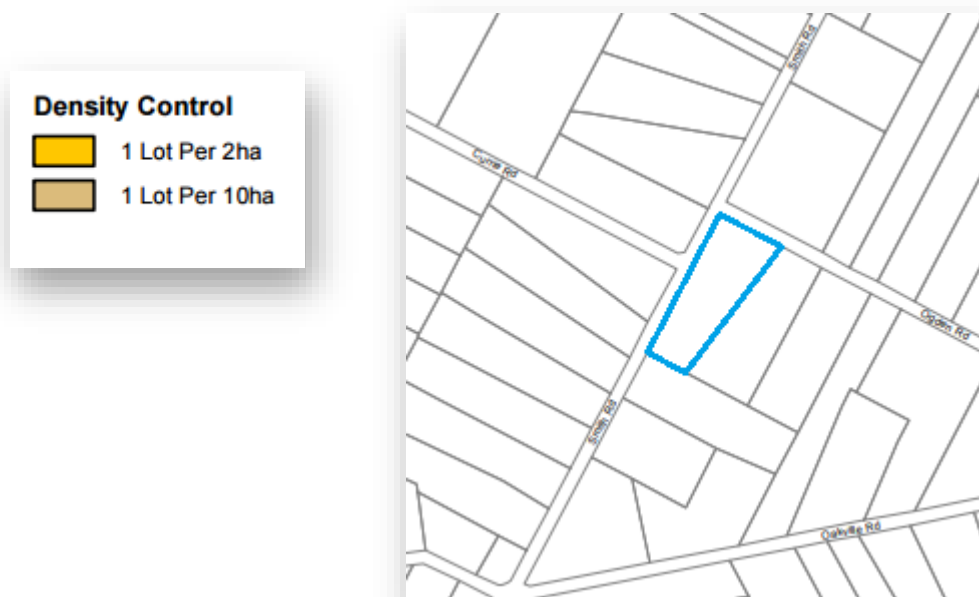 Density Control
1 Lot Per 2ha
1 Lot Per 10ha
Smith Rd
Currie Rd
Ogden Rd
Smith Rd
Oakville Rd